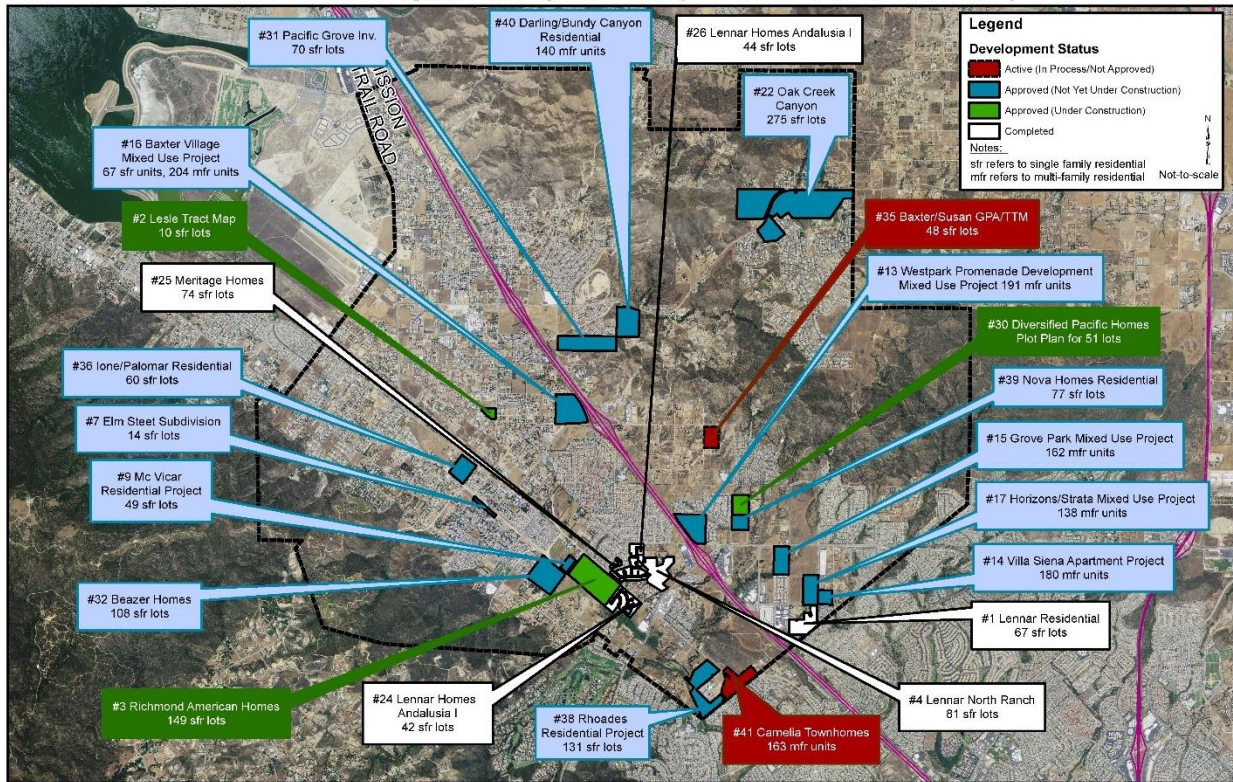 #31 Pacific Grove Inv.
70 sfr lots
#40 Darling/Bundy Canyon
Residential
140 mfr units
#26 Lennar Homes Andalusia I
44 sfr lots
#22 Oak Creek
Canyon
275 sfr lots
Legend
Development Status
Active (In Process/Not Approved)
Approved (Not Yet Under Construction)
Approved (Under Construction)
Completed
Notes:
sfr refers to single family residential
mfr refers to multi-family residential
N
Not-to-scale
MISSION
TRAIL ROAD
#16 Baxter Village
Mixed Use Project
67 sfr units, 204 mfr units
#2 Lesle Tract Map
10 sfr lots
#25 Meritage Homes
74 sfr lots
#36 Ione/Palomar Residential
60 sfr lots
#7 Elm Steet Subdivision
14 sfr lots
#9 Mc Vicar
Residential Project
49 sfr lots
#32 Beazer Homes
108 sfr lots
#3 Richmond American Homes
149 sfr lots
#24 Lennar Homes
Andalusia I
42 sfr lots
#38 Rhoades
Residential Project
131 sfr lots
#41 Camelia Townhomes
163 mfr units
#4 Lennar North Ranch
81 sfr lots
#35 Baxter/Susan GPA/TTM
48 sfr lots
#13 Westpark Promenade Development
Mixed Use Project 191 mfr units
#30 Diversified Pacific Homes
Plot Plan for 51 lots
#39 Nova Homes Residential
77 sfr lots
#15 Grove Park Mixed Use Project
162 mfr units
#17 Horizons/Strata Mixed Use Project
138 mfr units
#14 Villa Siena Apartment Project
180 mfr units
#1 Lennar Residential
67 sfr lots